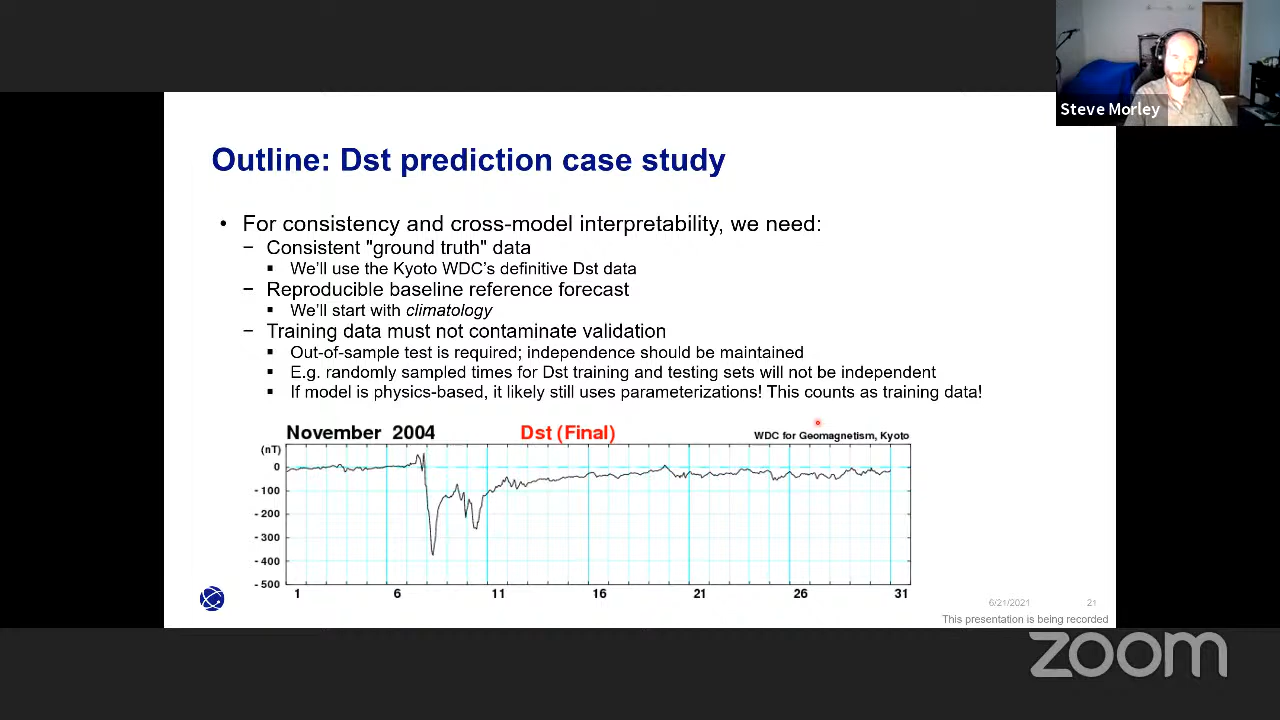 Steve Morley
Outline: Dst prediction case study
• For consistency and cross-model interpretability, we need:
− Consistent "ground truth" data
▪ We'll use the Kyoto WDC's definitive Dst data
− Reproducible baseline reference forecast
▪ We'll start with climatology
− Training data must not contaminate validation
▪ Out-of-sample test is required; independence should be maintained
▪ E.g. randomly sampled times for Dst training and testing sets will not be independent
▪ If model is physics-based, it likely still uses parameterizations! This counts as training data!
November 2004 Dst (Final) WDC for Geomagnetism, Kyoto
(nT)
0
-100
-200
-300
-400
-500
1 6 11 16 21 26 31
6/21/2021 21
This presentation is being recorded
zoom